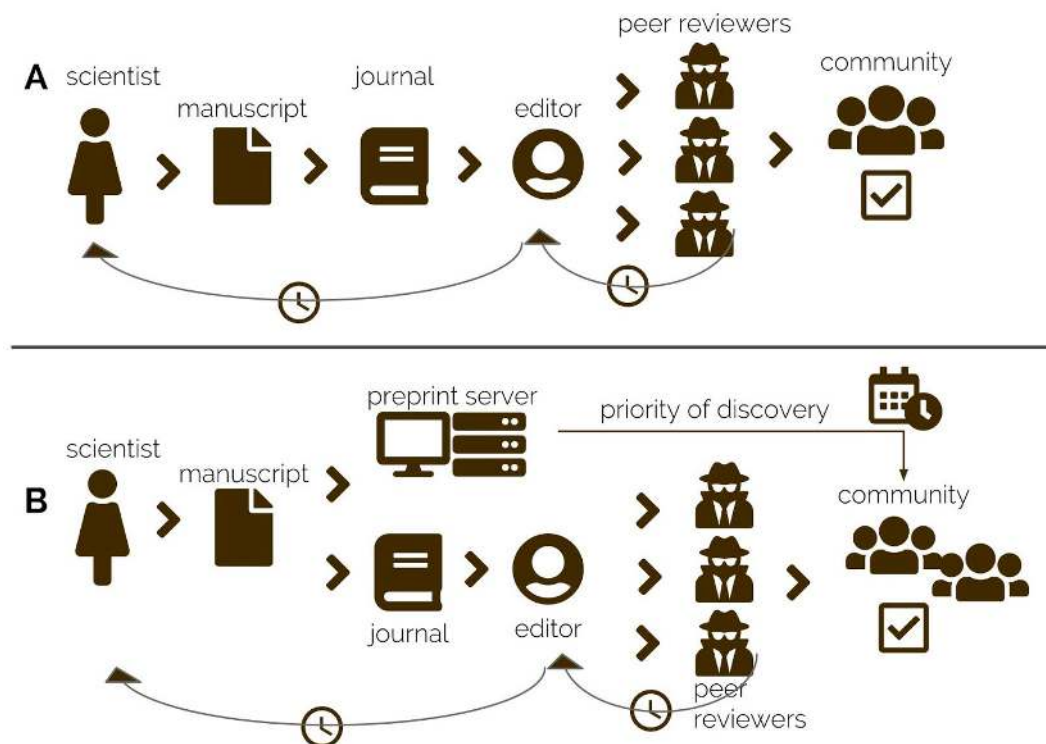 A
scientist
manuscript
journal
editor
peer reviewers
community
B
scientist
manuscript
preprint server
priority of discovery
journal
editor
peer
reviewers
community